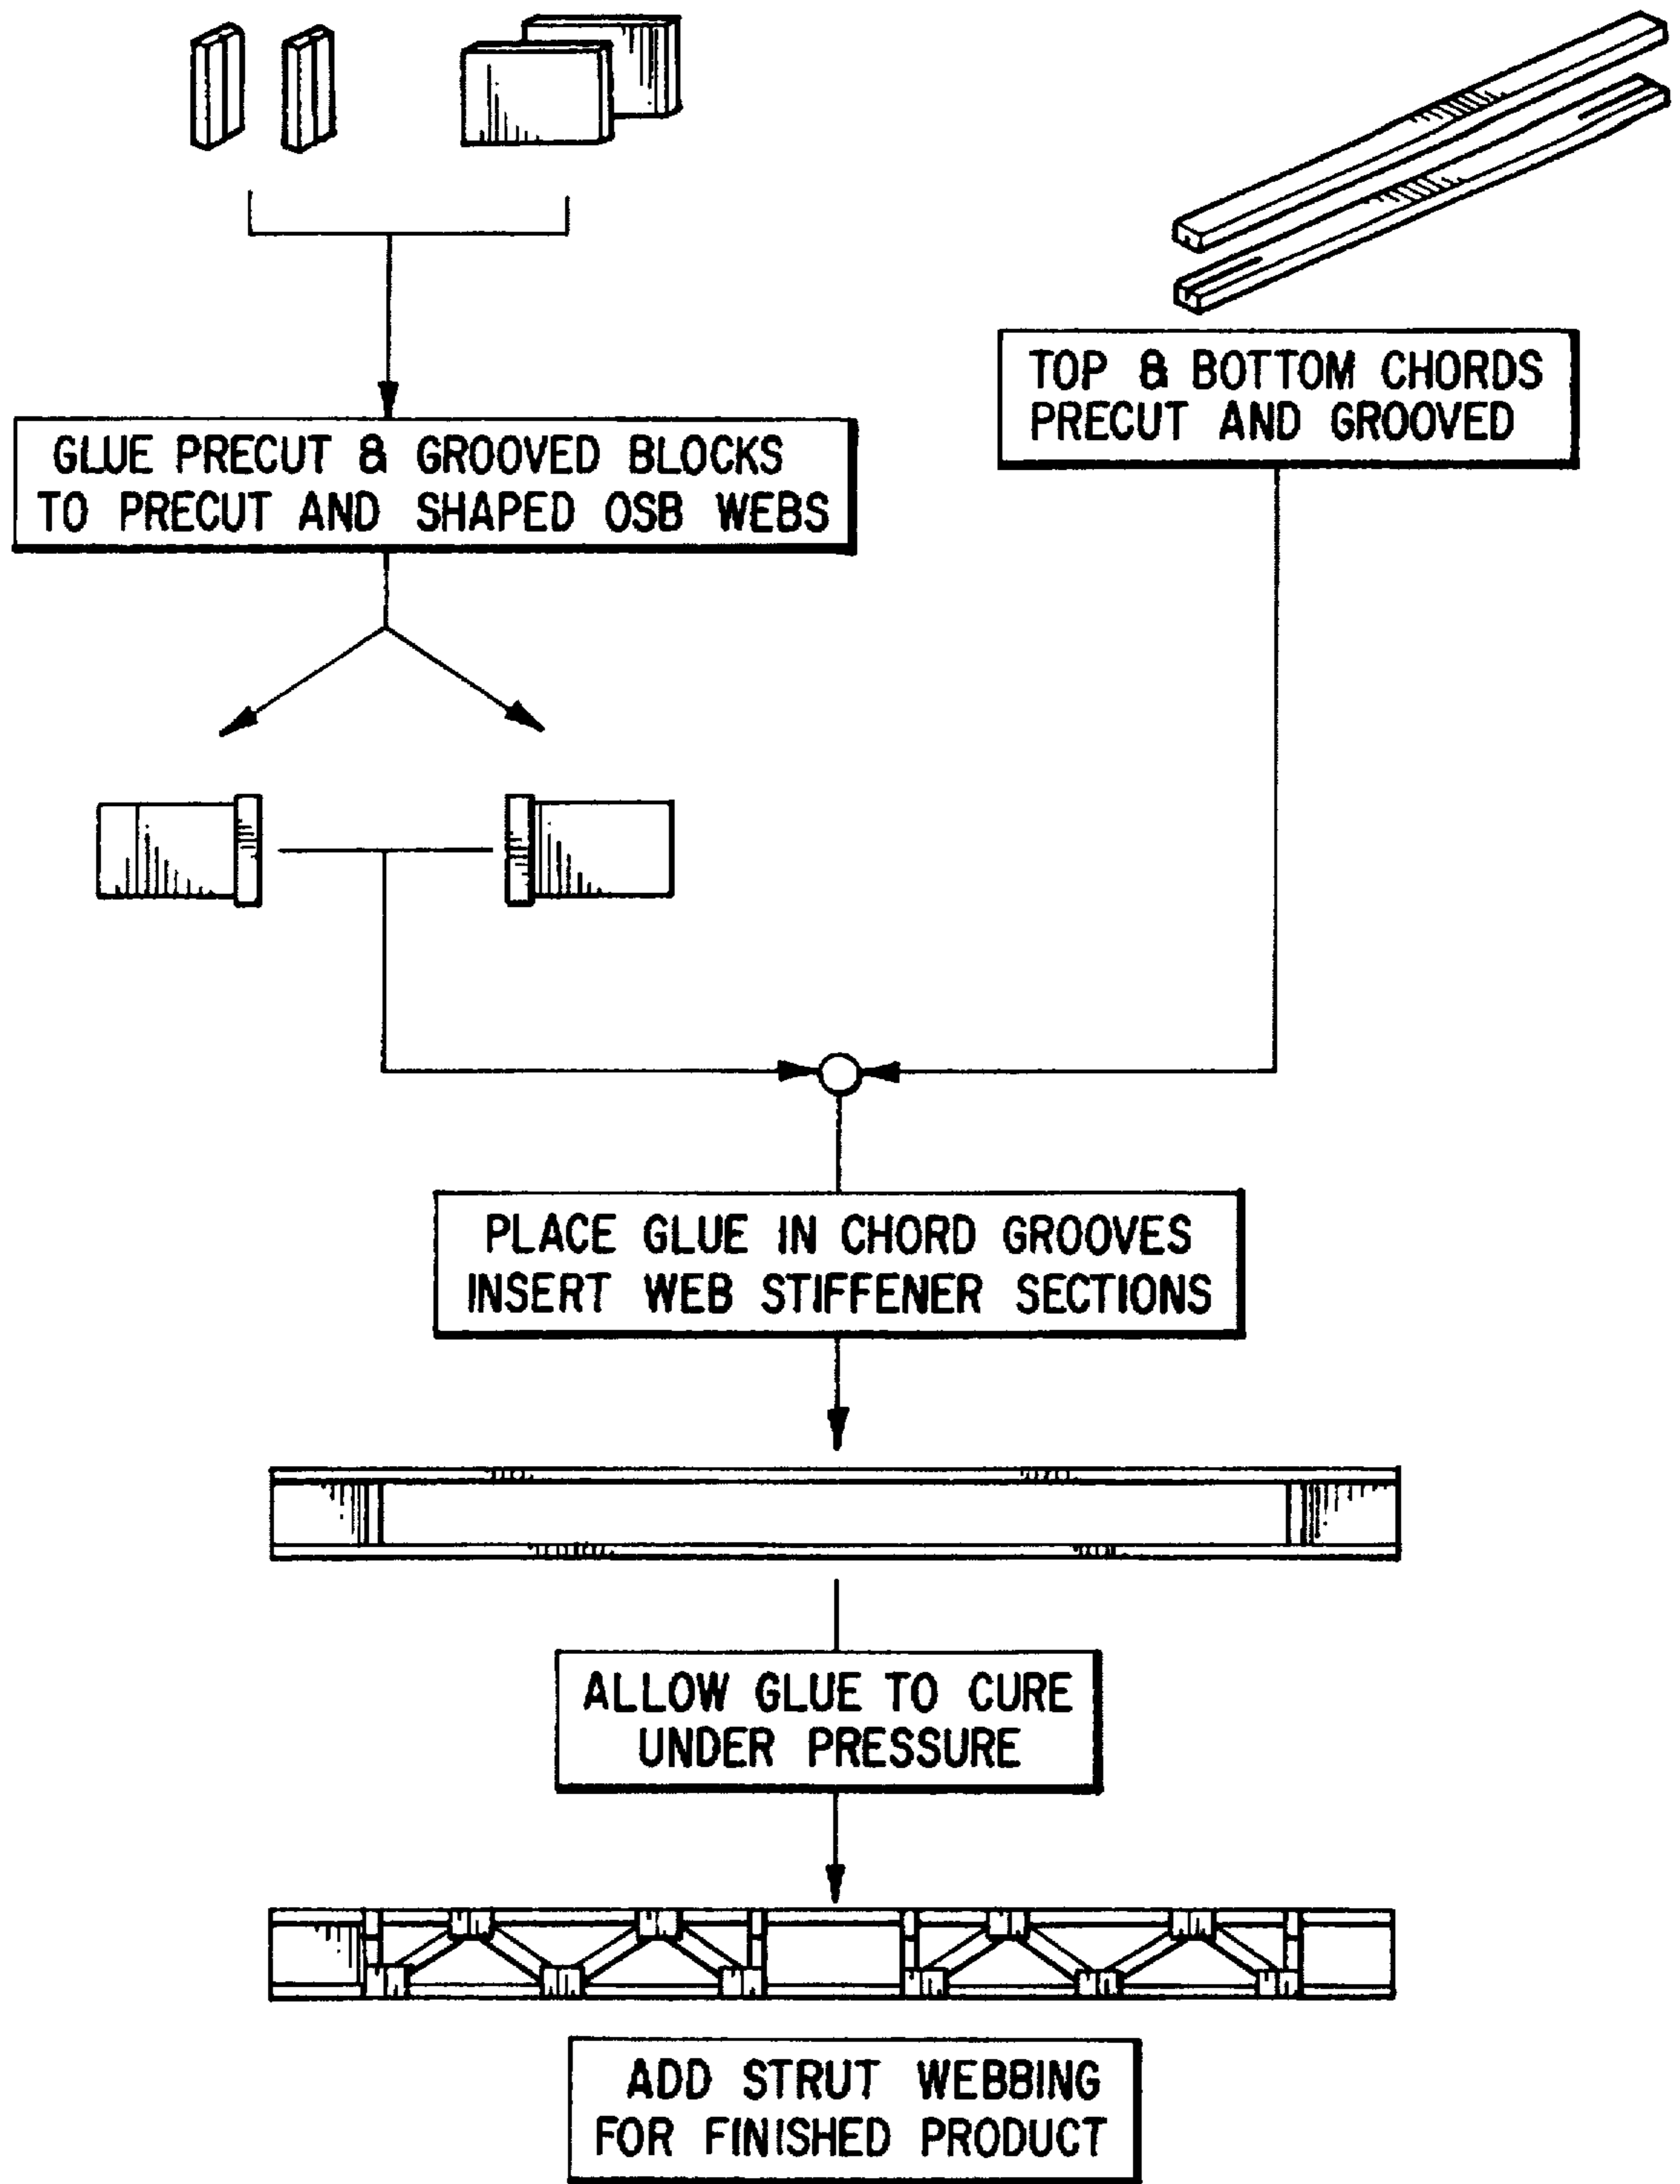 TOP & BOTTOM CHORDS
PRECUT AND GROOVED
GLUE PRECUT & GROOVED BLOCKS
TO PRECUT AND SHAPED OSB WEBS
PLACE GLUE IN CHORD GROOVES
INSERT WEB STIFFENER SECTIONS
ALLOW GLUE TO CURE
UNDER PRESSURE
ADD STRUT WEBBING
FOR FINISHED PRODUCT